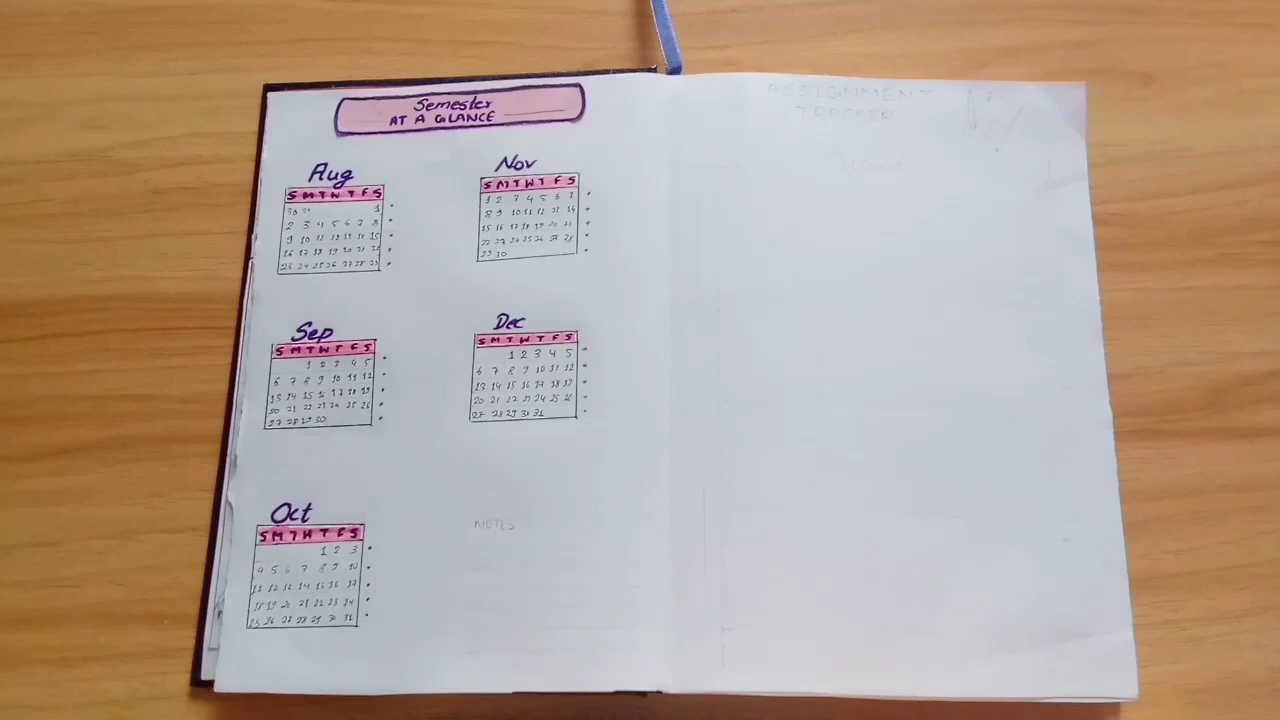 Semester
AT A GLANCE
Aug
S M T W T F S
30 31 1
2 3 4 5 6 7 8
9 10 11 12 13 14 15
16 17 18 19 20 21 22
23 24 25 26 27 28 29
Sep
S M T W T F S
1 2 3 4 5
6 7 8 9 10 11 12
13 14 15 16 17 18 19
20 21 22 23 24 25 26
27 28 29 30
Oct
S M T W T F S
1 2 3
4 5 6 7 8 9 10
11 12 13 14 15 16 17
18 19 20 21 22 23 24
25 26 27 28 29 30 31
Nov
S M T W T F S
1 2 3 4 5 6 7
8 9 10 11 12 13 14
15 16 17 18 19 20 21
22 23 24 25 26 27 28
29 30
Dec
S M T W T F S
1 2 3 4 5
6 7 8 9 10 11 12
13 14 15 16 17 18 19
20 21 22 23 24 25 26
27 28 29 30 31
NOTES
ASSIGNMENT
TRACKER